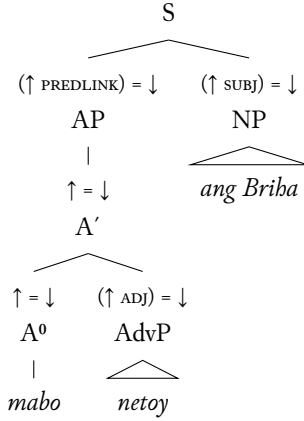 S
(↑ PREDLINK) = ↓ (↑ SUBJ) = ↓
AP NP
↑ = ↓ ang Briha
A′
↑ = ↓ (↑ ADJ) = ↓
A⁰ AdvP
mabo netoy